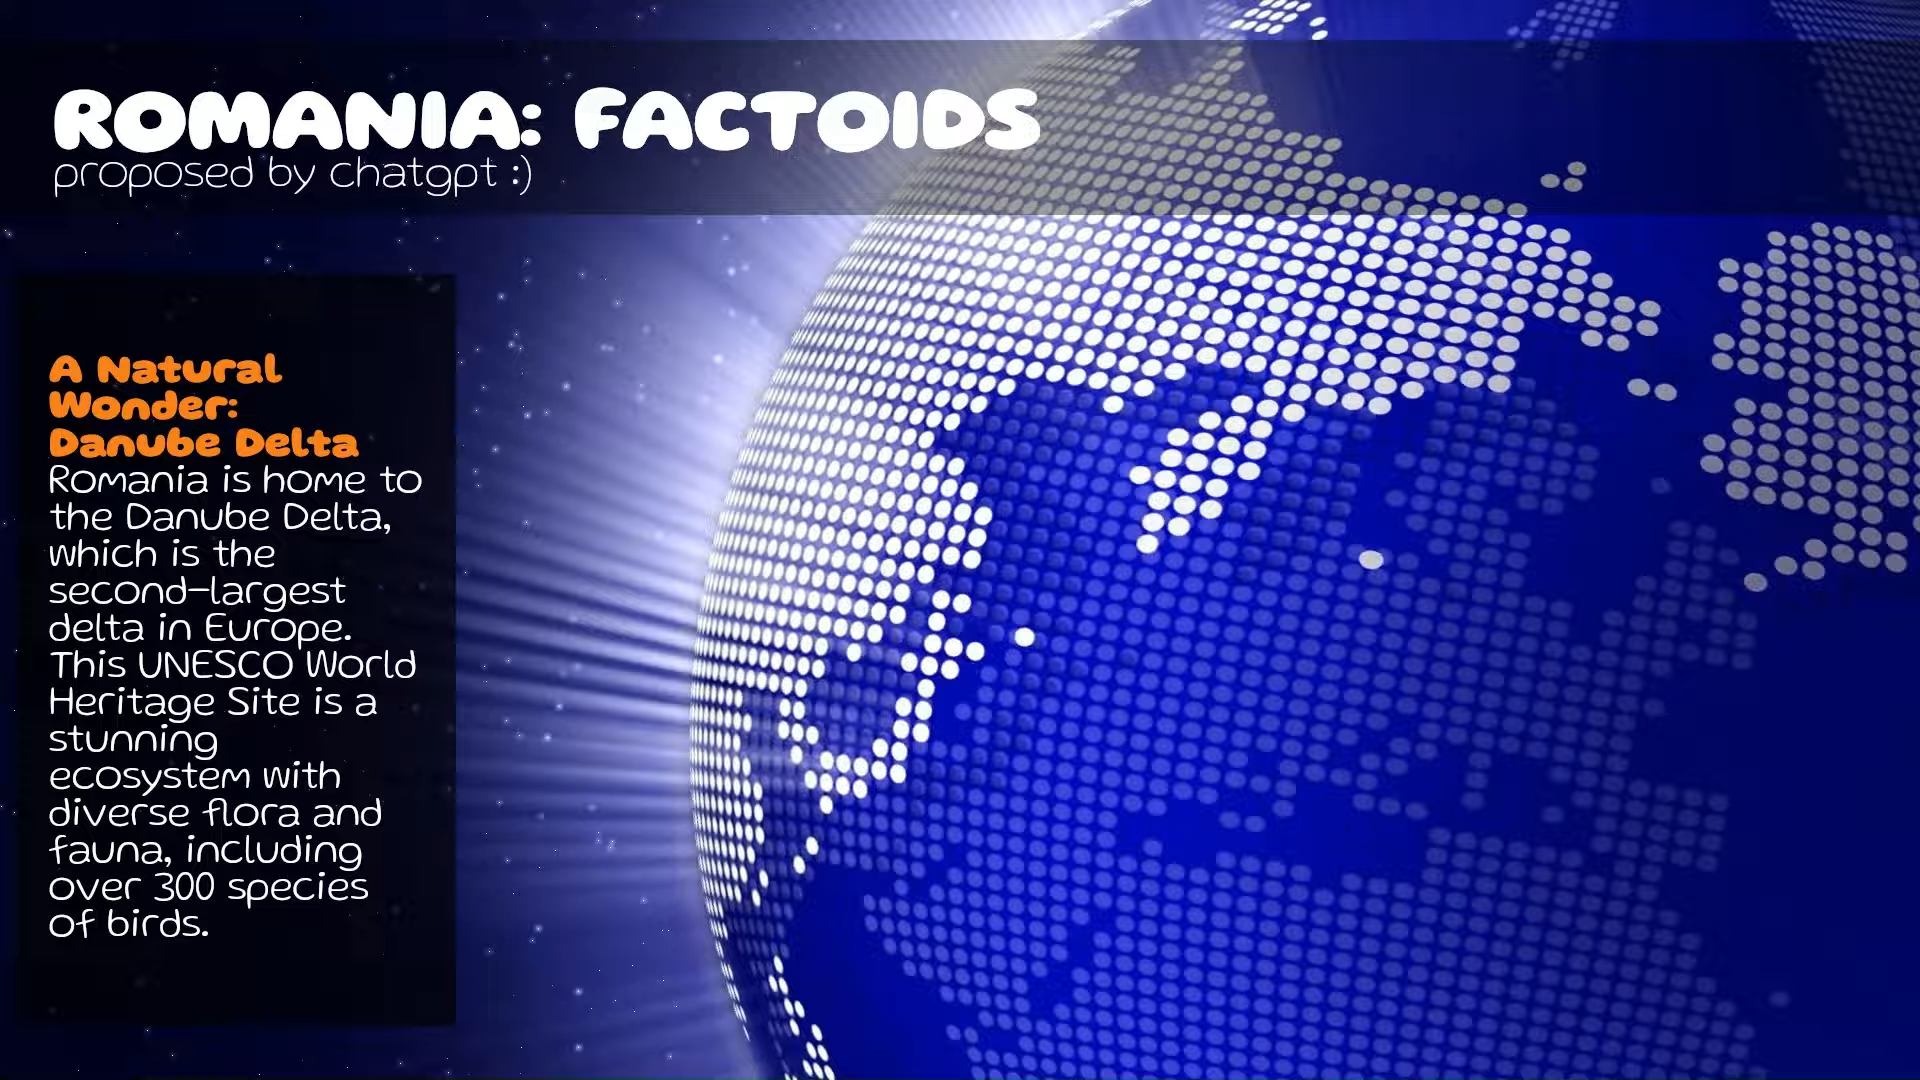 ROMANIA: FACTOIDS
proposed by chatgpt :)
A Natural
Wonder:
Danube Delta
Romania is home to
the Danube Delta,
which is the
second-largest
delta in Europe.
This UNESCO World
Heritage Site is a
stunning
ecosystem with
diverse flora and
fauna, including
over 300 species
of birds.